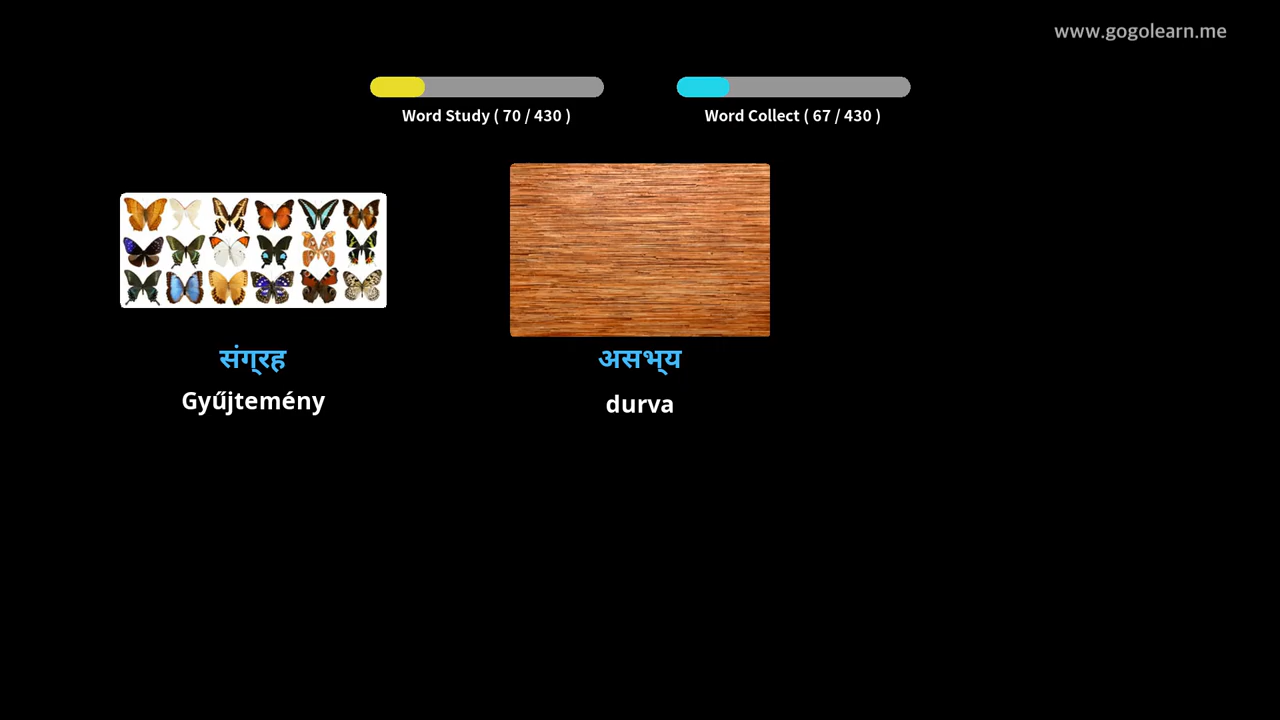 www.gogolearn.me
Word Study ( 70 / 430 )
Word Collect ( 67 / 430 )
संग्रह
Gyűjtemény
असभ्य
durva